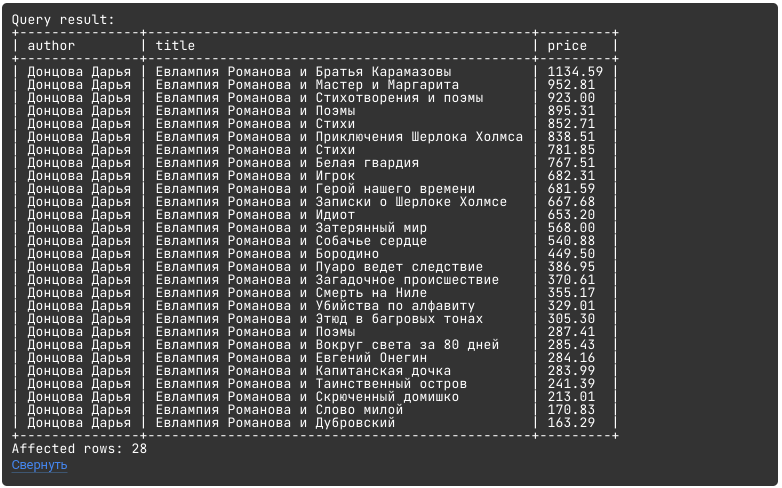 Query result:
+---------------+------------------------------------------------+---------+
| author        | title                                          | price   |
+---------------+------------------------------------------------+---------+
| Донцова Дарья | Евлампия Романова и Братья Карамазовы          | 1134.59 |
| Донцова Дарья | Евлампия Романова и Мастер и Маргарита         | 952.81  |
| Донцова Дарья | Евлампия Романова и Стихотворения и поэмы      | 923.00  |
| Донцова Дарья | Евлампия Романова и Поэмы                      | 895.31  |
| Донцова Дарья | Евлампия Романова и Стихи                      | 852.71  |
| Донцова Дарья | Евлампия Романова и Приключения Шерлока Холмса | 838.51  |
| Донцова Дарья | Евлампия Романова и Стихи                      | 781.85  |
| Донцова Дарья | Евлампия Романова и Белая гвардия              | 767.51  |
| Донцова Дарья | Евлампия Романова и Игрок                      | 682.31  |
| Донцова Дарья | Евлампия Романова и Герой нашего времени       | 681.59  |
| Донцова Дарья | Евлампия Романова и Записки о Шерлоке Холмсе   | 667.68  |
| Донцова Дарья | Евлампия Романова и Идиот                      | 653.20  |
| Донцова Дарья | Евлампия Романова и Затерянный мир             | 568.00  |
| Донцова Дарья | Евлампия Романова и Собачье сердце             | 540.88  |
| Донцова Дарья | Евлампия Романова и Бородино                   | 449.50  |
| Донцова Дарья | Евлампия Романова и Пуаро ведет следствие      | 386.95  |
| Донцова Дарья | Евлампия Романова и Загадочное происшествие    | 370.61  |
| Донцова Дарья | Евлампия Романова и Смерть на Ниле             | 355.17  |
| Донцова Дарья | Евлампия Романова и Убийства по алфавиту       | 329.01  |
| Донцова Дарья | Евлампия Романова и Этюд в багровых тонах      | 305.30  |
| Донцова Дарья | Евлампия Романова и Поэмы                      | 287.41  |
| Донцова Дарья | Евлампия Романова и Вокруг света за 80 дней    | 285.43  |
| Донцова Дарья | Евлампия Романова и Евгений Онегин             | 284.16  |
| Донцова Дарья | Евлампия Романова и Капитанская дочка          | 283.99  |
| Донцова Дарья | Евлампия Романова и Таинственный остров        | 241.39  |
| Донцова Дарья | Евлампия Романова и Скрюченный домишко         | 213.01  |
| Донцова Дарья | Евлампия Романова и Слово милой                | 170.83  |
| Донцова Дарья | Евлампия Романова и Дубровский                 | 163.29  |
+---------------+------------------------------------------------+---------+
Affected rows: 28
Свернуть